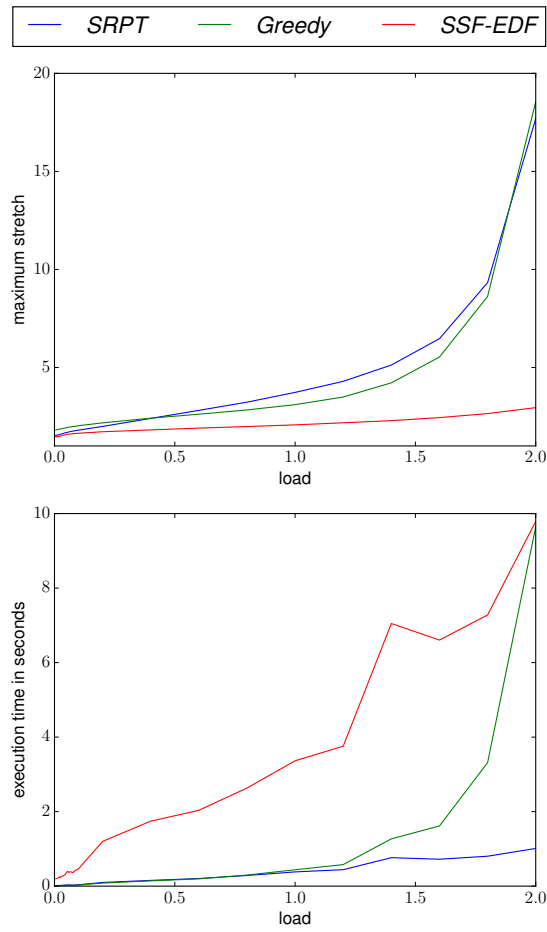 SRPT Greedy SSF-EDF
20
15
10
5
maximum stretch
0.0 0.5 1.0 1.5 2.0
load
10
8
6
4
2
0
execution time in seconds
0.0 0.5 1.0 1.5 2.0
load